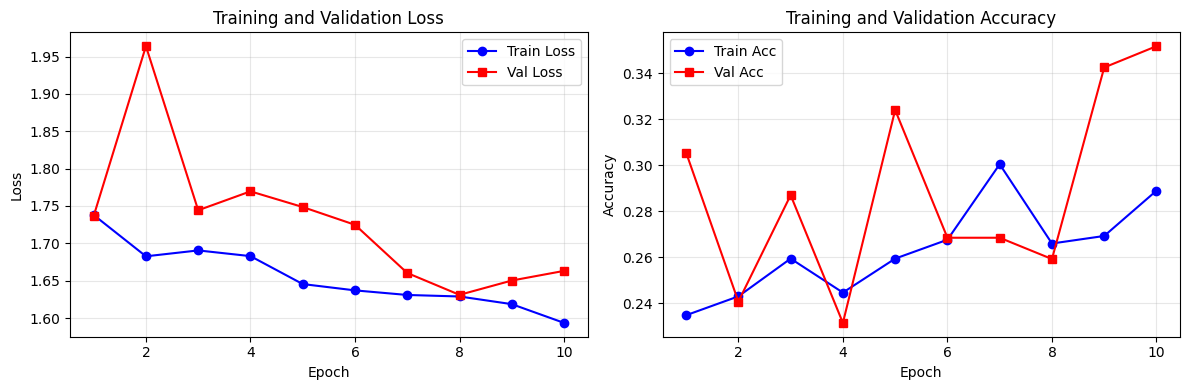 Training and Validation Loss
Train Loss
Val Loss
1.95
1.90
1.85
1.80
1.75
1.70
1.65
1.60
Loss
2
4
6
8
10
Epoch
Training and Validation Accuracy
Train Acc
Val Acc
0.34
0.32
0.30
0.28
0.26
0.24
Accuracy
2
4
6
8
10
Epoch